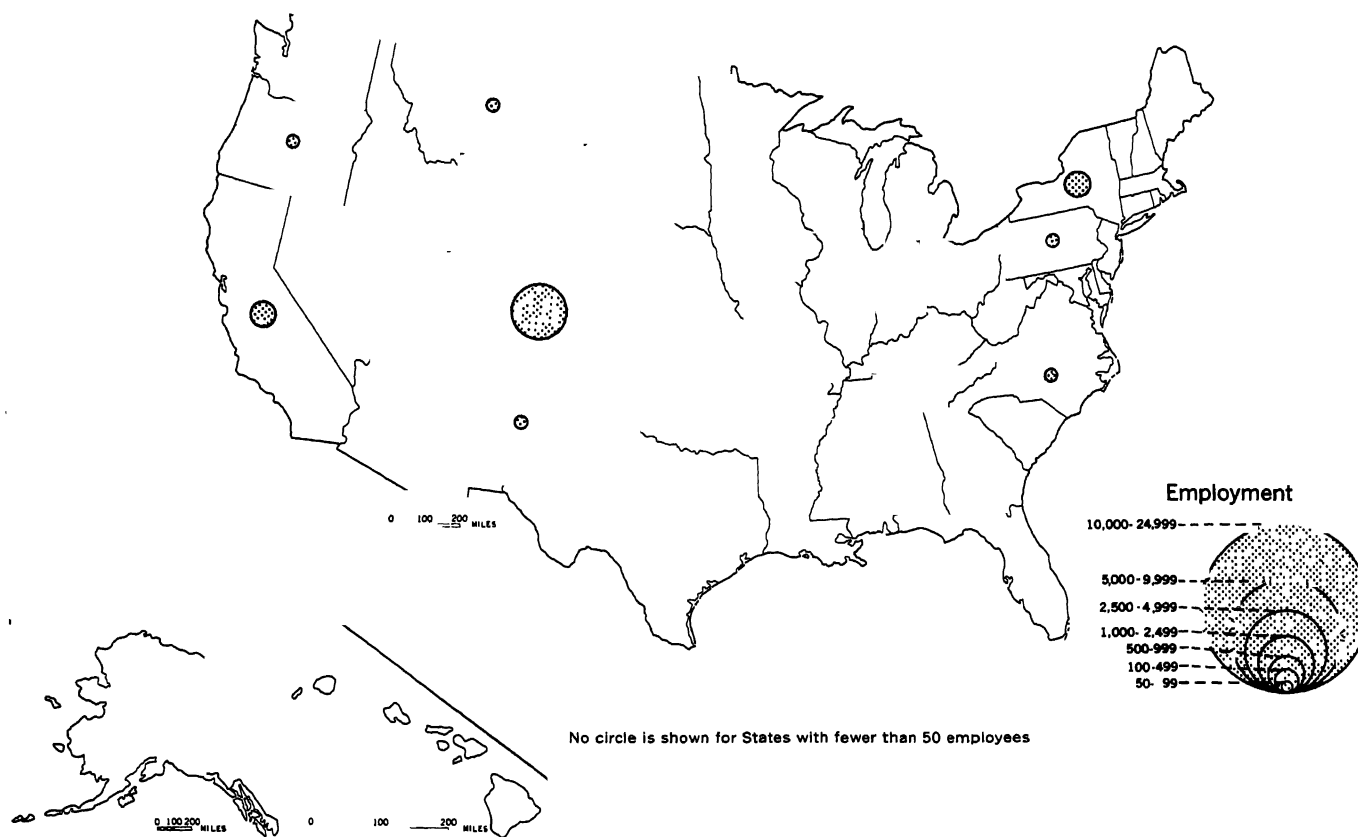 Employment
10,000-24,999
5,000-9,999
2,500-4,999
1,000-2,499
500-999
100-499
50- 99
0 100 200 MILES
No circle is shown for States with fewer than 50 employees
0 100 200 MILES
0 100 200